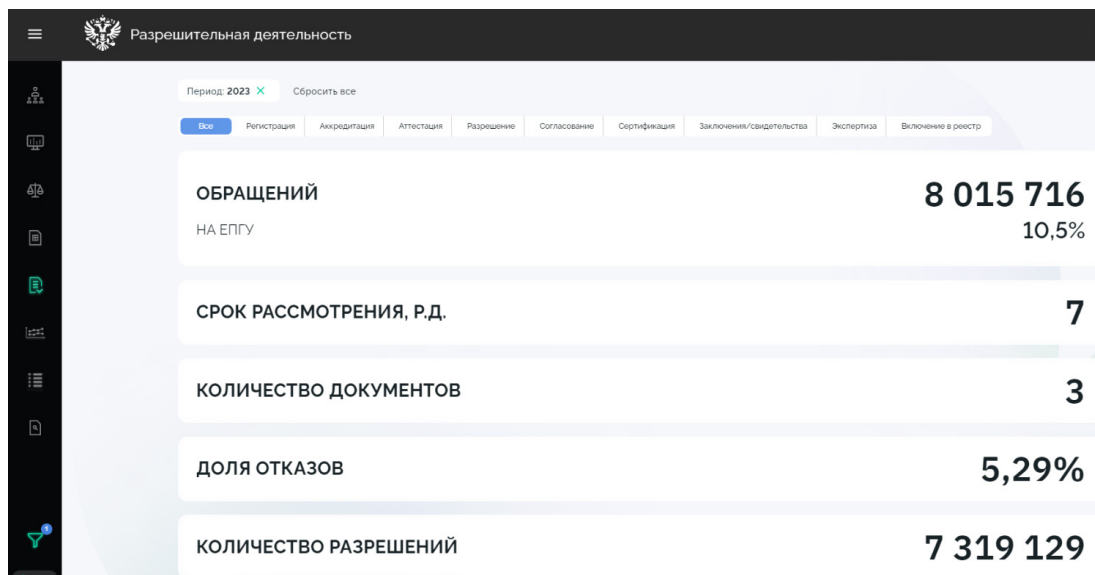 Разрешительная деятельность
Период: 2023 × Сбросить все
Все Регистрация Аккредитация Аттестация Разрешение Согласование Сертификация Заключения/свидетельства Экспертиза Включение в реестр
ОБРАЩЕНИЙ 8 015 716
НА ЕПГУ 10,5%
СРОК РАССМОТРЕНИЯ, Р.Д. 7
КОЛИЧЕСТВО ДОКУМЕНТОВ 3
ДОЛЯ ОТКАЗОВ 5,29%
1
КОЛИЧЕСТВО РАЗРЕШЕНИЙ 7 319 129